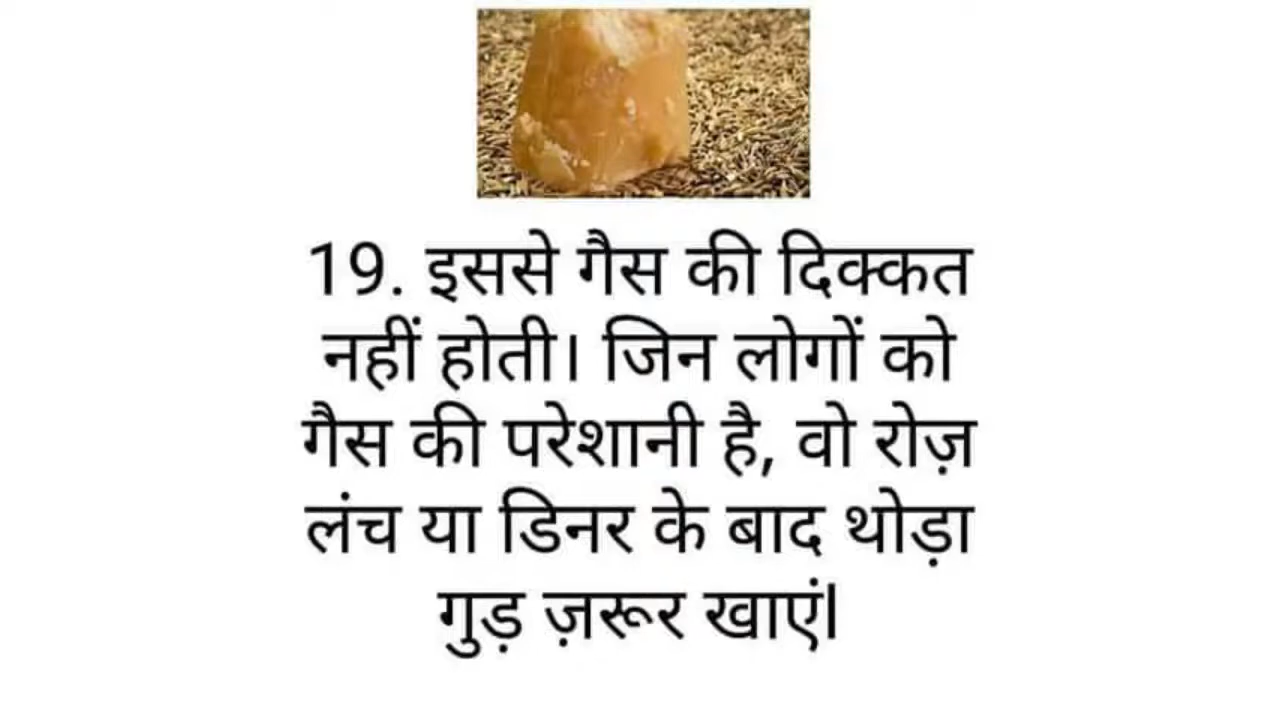 19. इससे गैस की दिक्कत
नहीं होती। जिन लोगों को
गैस की परेशानी है, वो रोज़
लंच या डिनर के बाद थोड़ा
गुड़ ज़रूर खाएं।